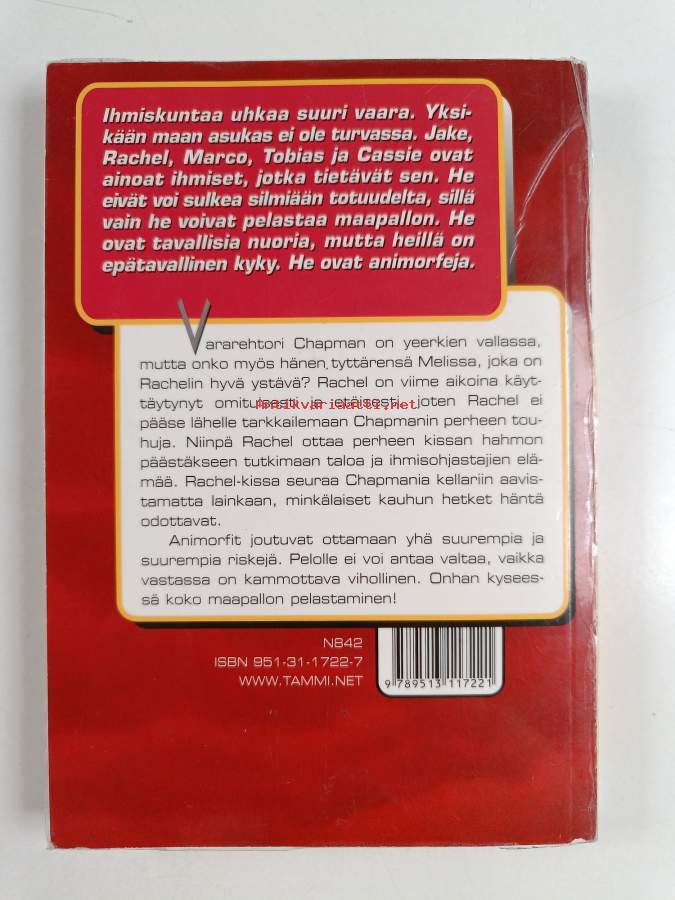 Ihmiskuntaa uhkaa suuri vaara. Yksi-
kään maan asukas ei ole turvassa. Jake,
Rachel, Marco, Tobias ja Cassie ovat
ainoat ihmiset, jotka tietävät sen. He
eivät voi sulkea silmiään totuudelta, sillä
vain he voivat pelastaa maapallon. He
ovat tavallisia nuoria, mutta heillä on
epätavallinen kyky. He ovat animorfeja.
Vararehtori Chapman on yeerkien vallassa,
mutta onko myös hänen tyttärensä Melissa, joka on
Rachelin hyvä ystävä? Rachel on viime aikoina käyt-
täytynyt omituisesti ja etäisesti, joten Rachel ei
Antikvariaatti.net
pääse lähelle tarkkailemaan Chapmanin perheen tou-
huja. Niinpä Rachel ottaa perheen kissan hahmon
päästäkseen tutkimaan taloa ja ihmisohjastajien elä-
mää. Rachel-kissa seuraa Chapmania kellariin aavis-
tamatta lainkaan, minkälaiset kauhun hetket häntä
odottavat.
Animorfit joutuvat ottamaan yhä suurempia ja
suurempia riskejä. Pelolle ei voi antaa valtaa, vaikka
vastassa on kammottava vihollinen. Onhan kysees-
sä koko maapallon pelastaminen!
N842
ISBN 951-31-1722-7
WWW.TAMMI.NET
9 789513 117221